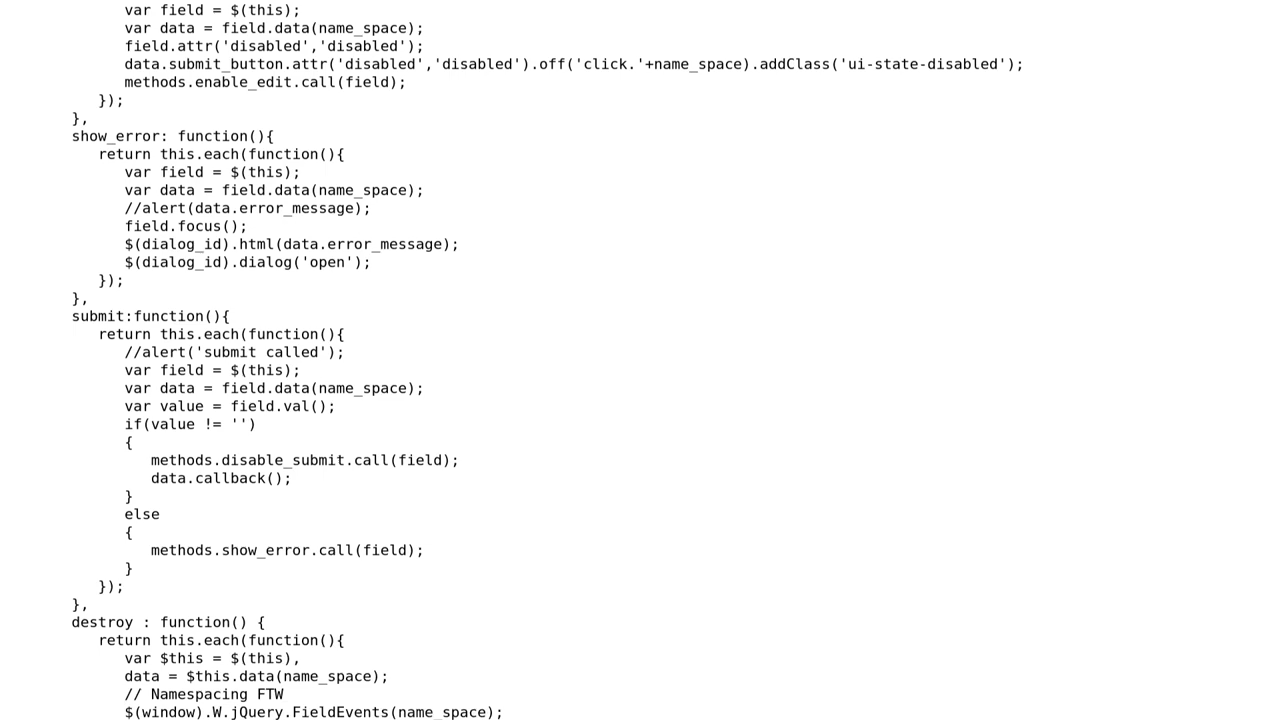 var field = $(this);
var data = field.data(name_space);
field.attr('disabled','disabled');
data.submit_button.attr('disabled','disabled').off('click.'+name_space).addClass('ui-state-disabled');
methods.enable_edit.call(field);
});
},
show_error: function(){
return this.each(function(){
var field = $(this);
var data = field.data(name_space);
//alert(data.error_message);
field.focus();
$(dialog_id).html(data.error_message);
$(dialog_id).dialog('open');
});
},
submit:function(){
return this.each(function(){
//alert('submit called');
var field = $(this);
var data = field.data(name_space);
var value = field.val();
if(value != '')
{
methods.disable_submit.call(field);
data.callback();
}
else
{
methods.show_error.call(field);
}
});
},
destroy : function() {
return this.each(function(){
var $this = $(this),
data = $this.data(name_space);
// Namespacing FTW
$(window).W.jQuery.FieldEvents(name_space);